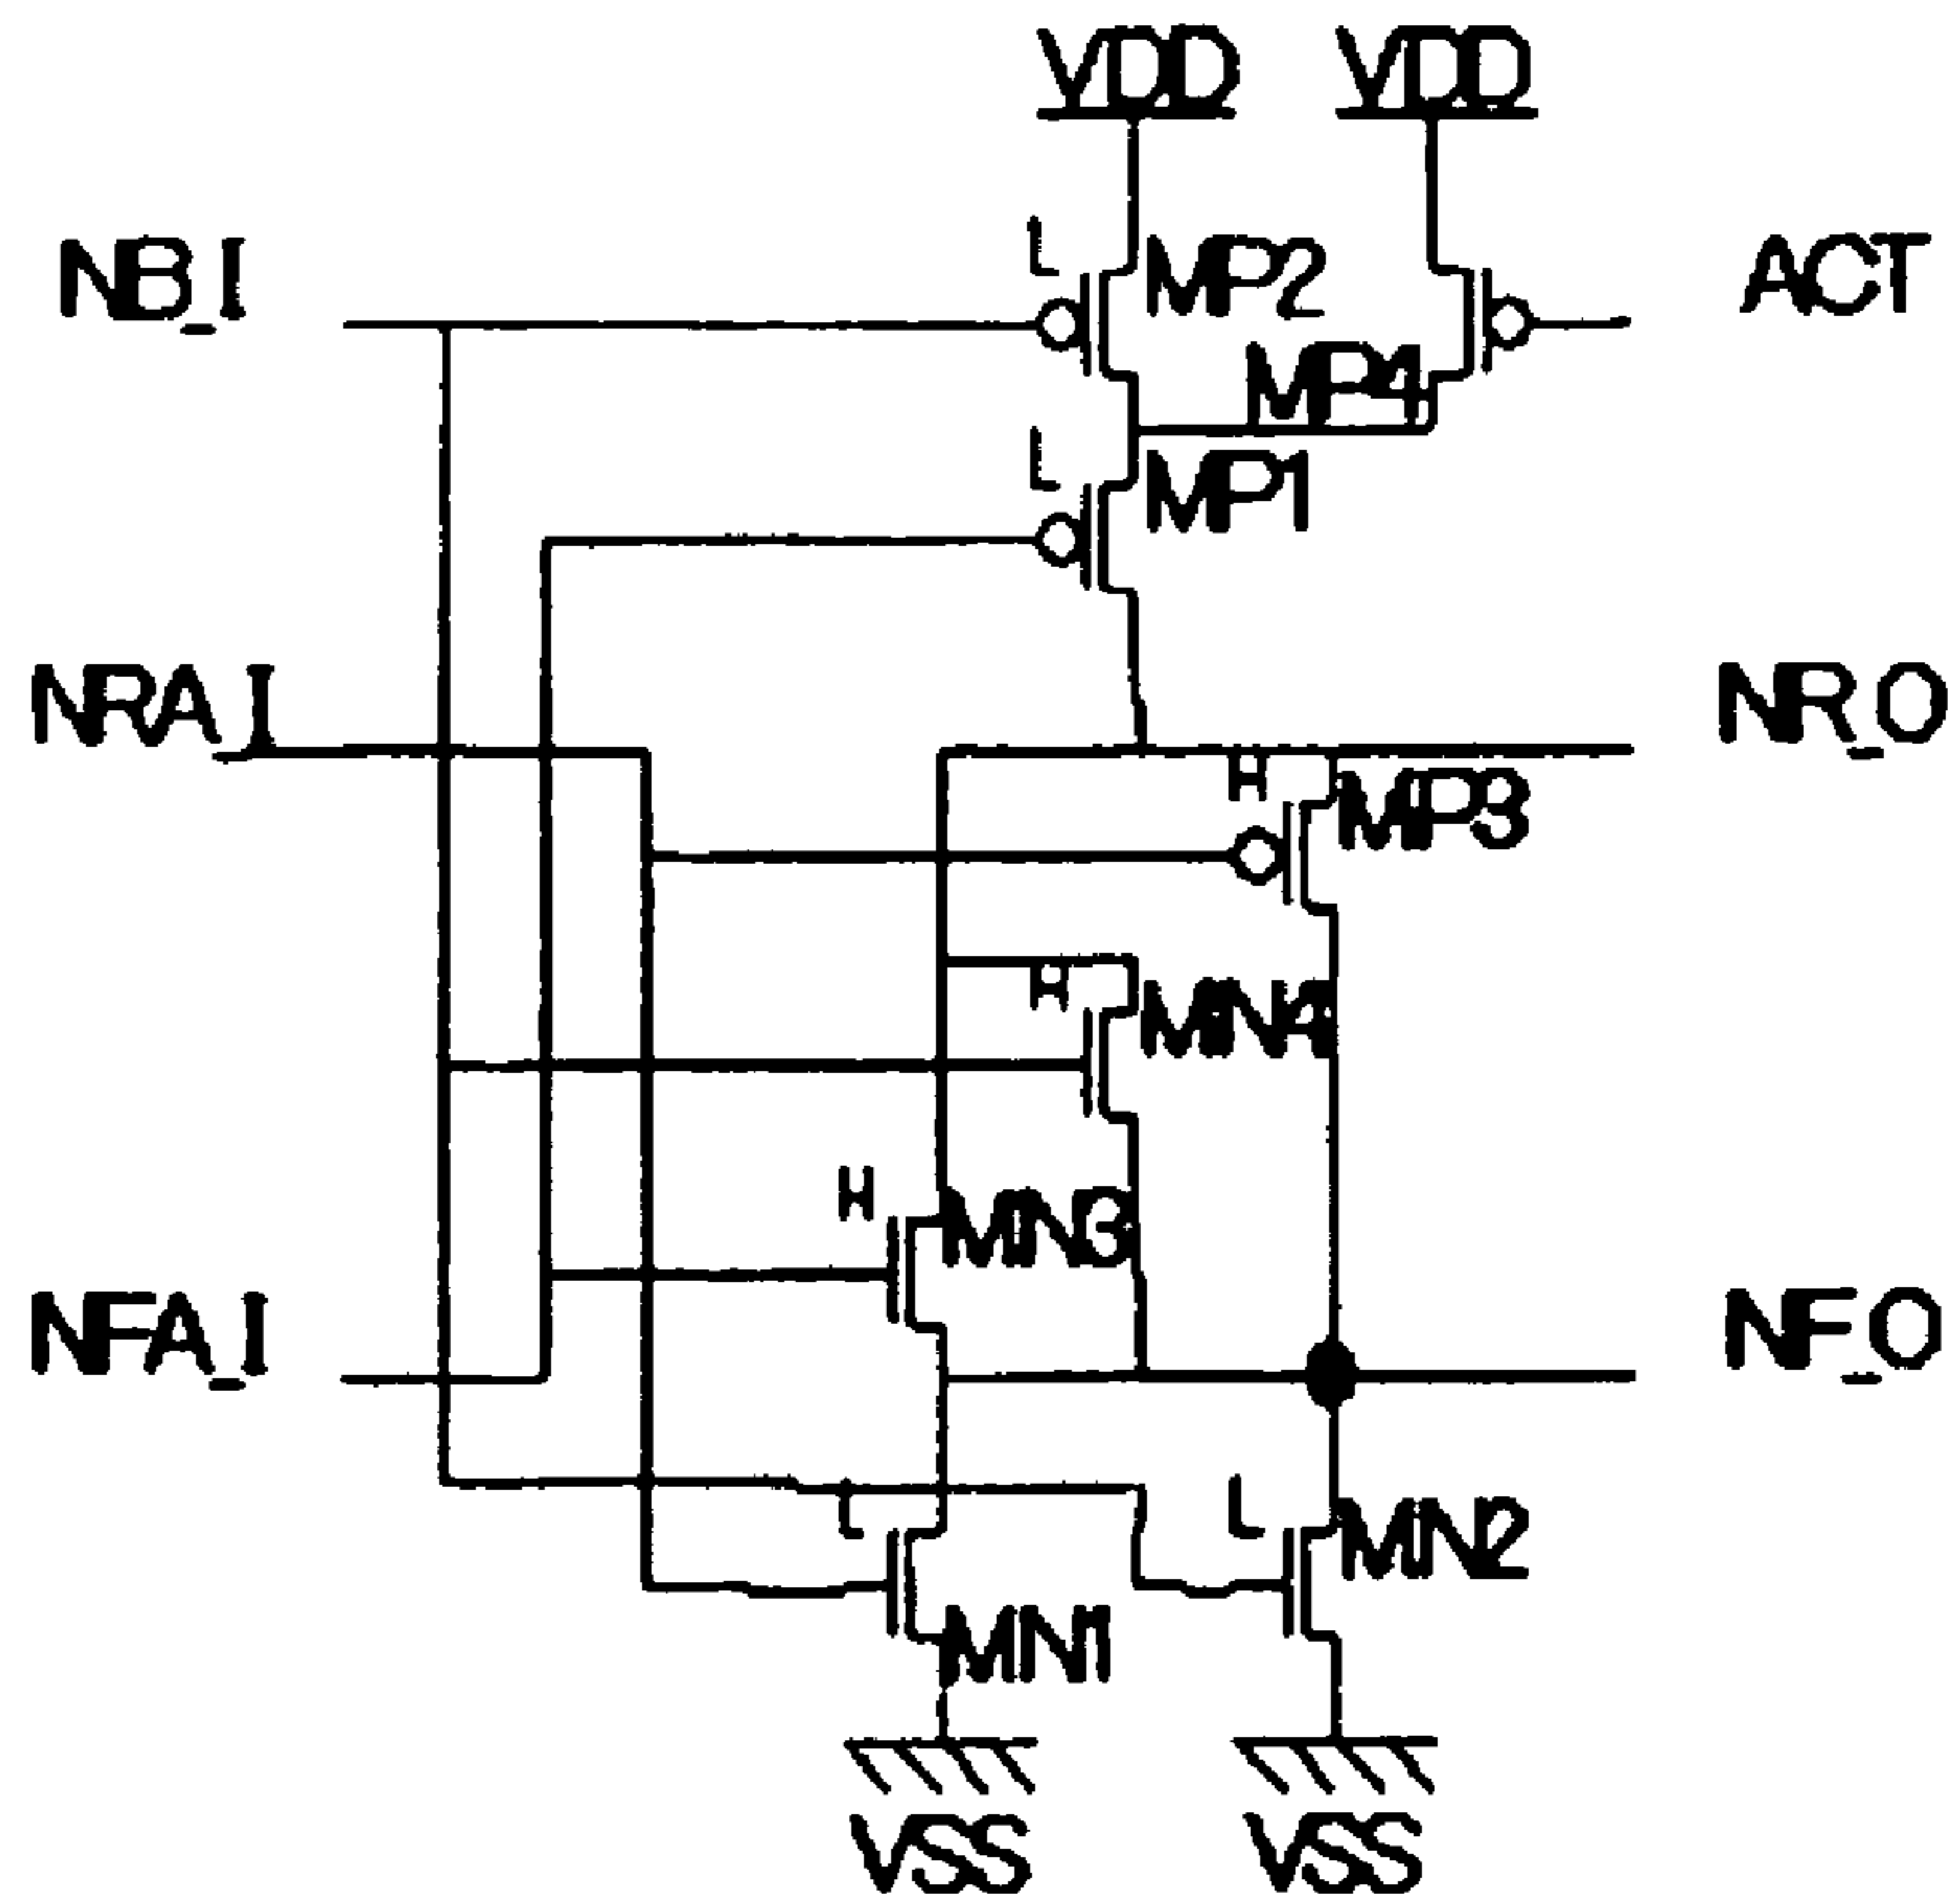 VDD VDD
NB_I L MP2 ACT
MP4
L MP1
NRA_I NR_O
H MP3
H MN4
H MN3
NFA_I NF_O
L L MN2
MN1
VSS VSS